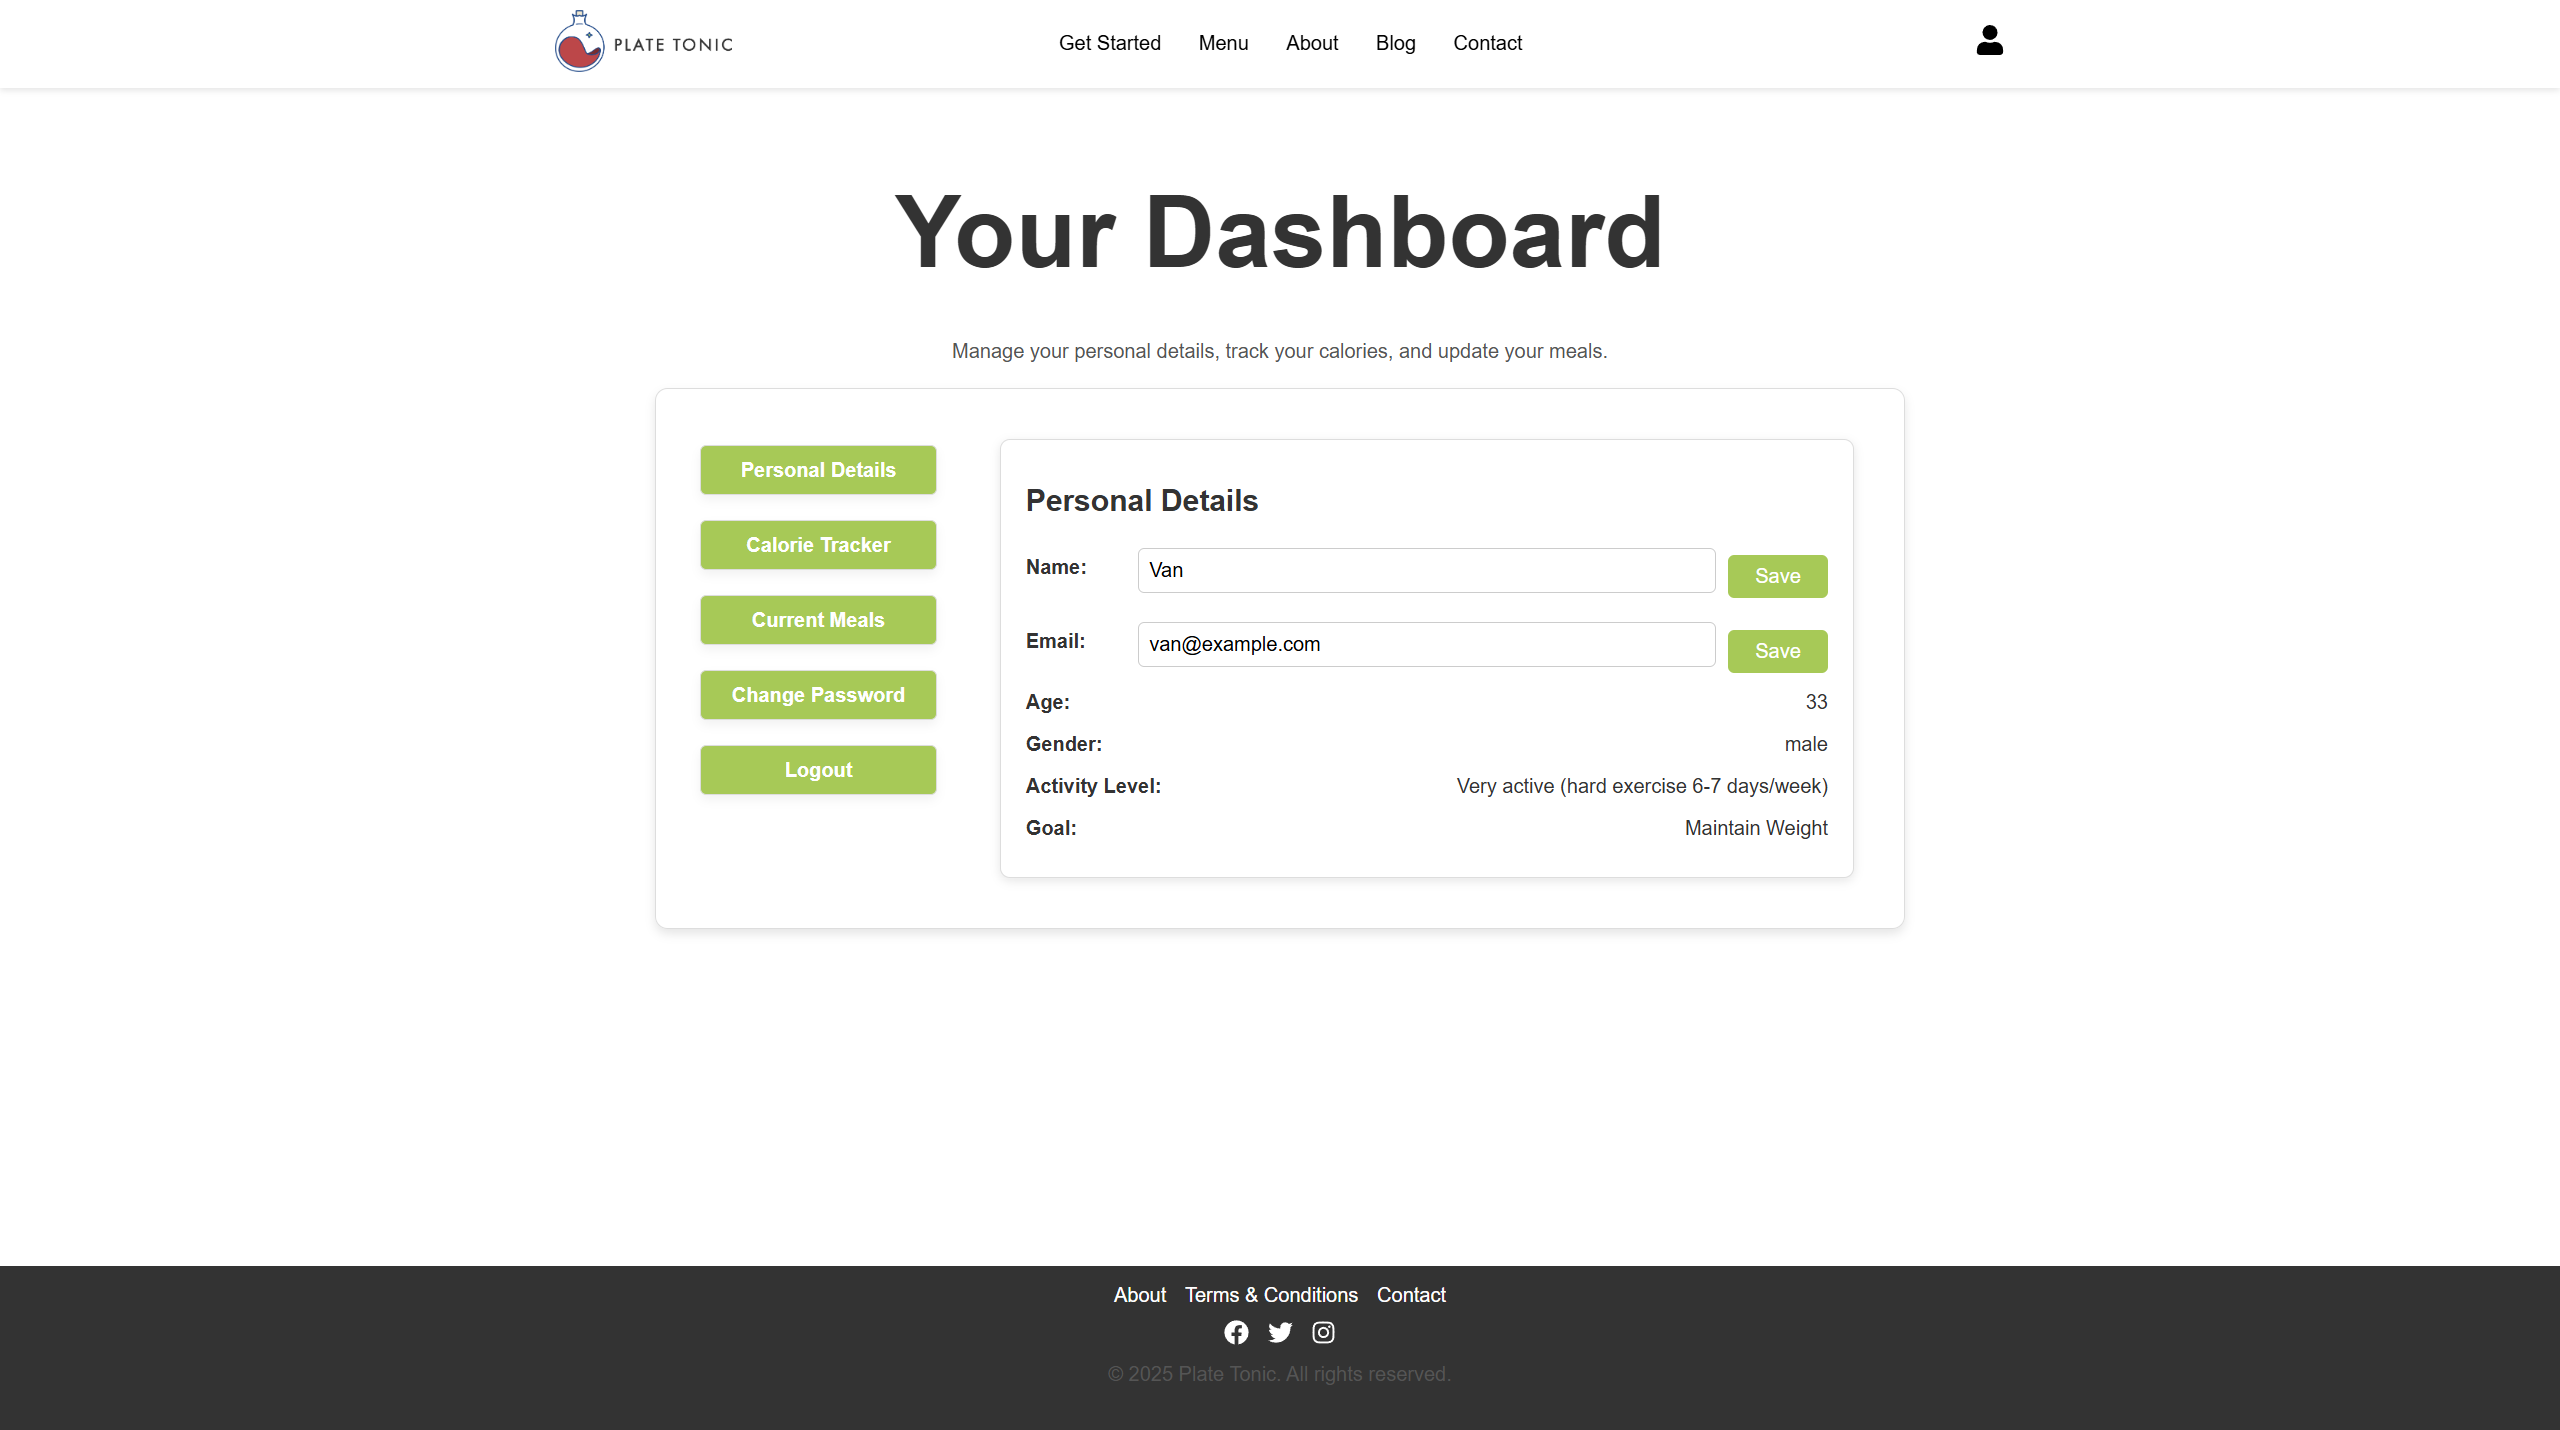 PLATE TONIC
Get Started Menu About Blog Contact
Your Dashboard
Manage your personal details, track your calories, and update your meals.
Personal Details
Calorie Tracker
Current Meals
Change Password
Logout
Personal Details
Name: Van Save
Email: van@example.com Save
Age: 33
Gender: male
Activity Level: Very active (hard exercise 6-7 days/week)
Goal: Maintain Weight
About Terms & Conditions Contact
© 2025 Plate Tonic. All rights reserved.